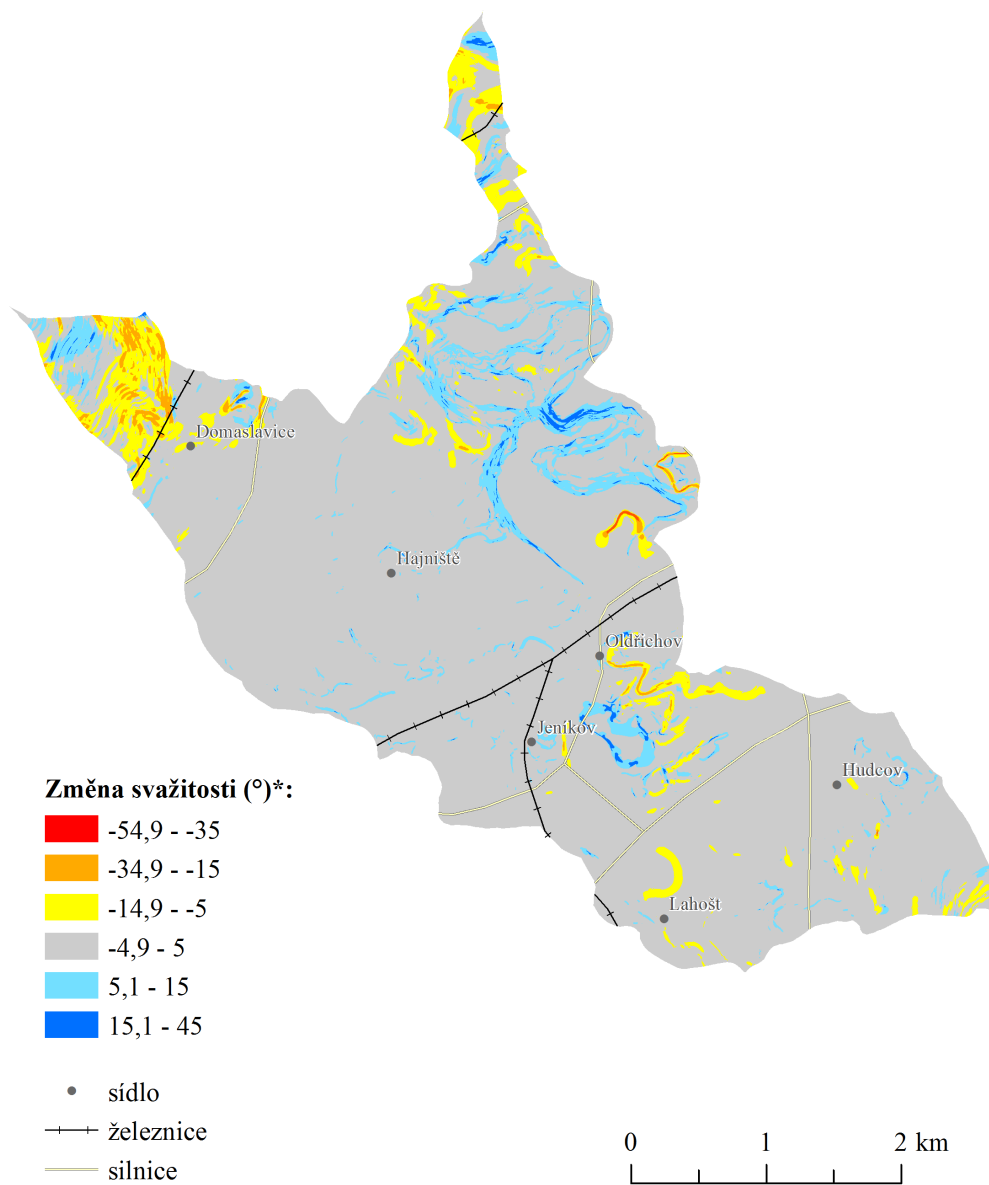 Domaslavice
Hajniště
Oldřichov
Jeníkov
Hudcov
Lahošt
Změna svažitosti (°)*:
-54,9 - -35
-34,9 - -15
-14,9 - -5
-4,9 - 5
5,1 - 15
15,1 - 45
sídlo
železnice
silnice
0 1 2 km